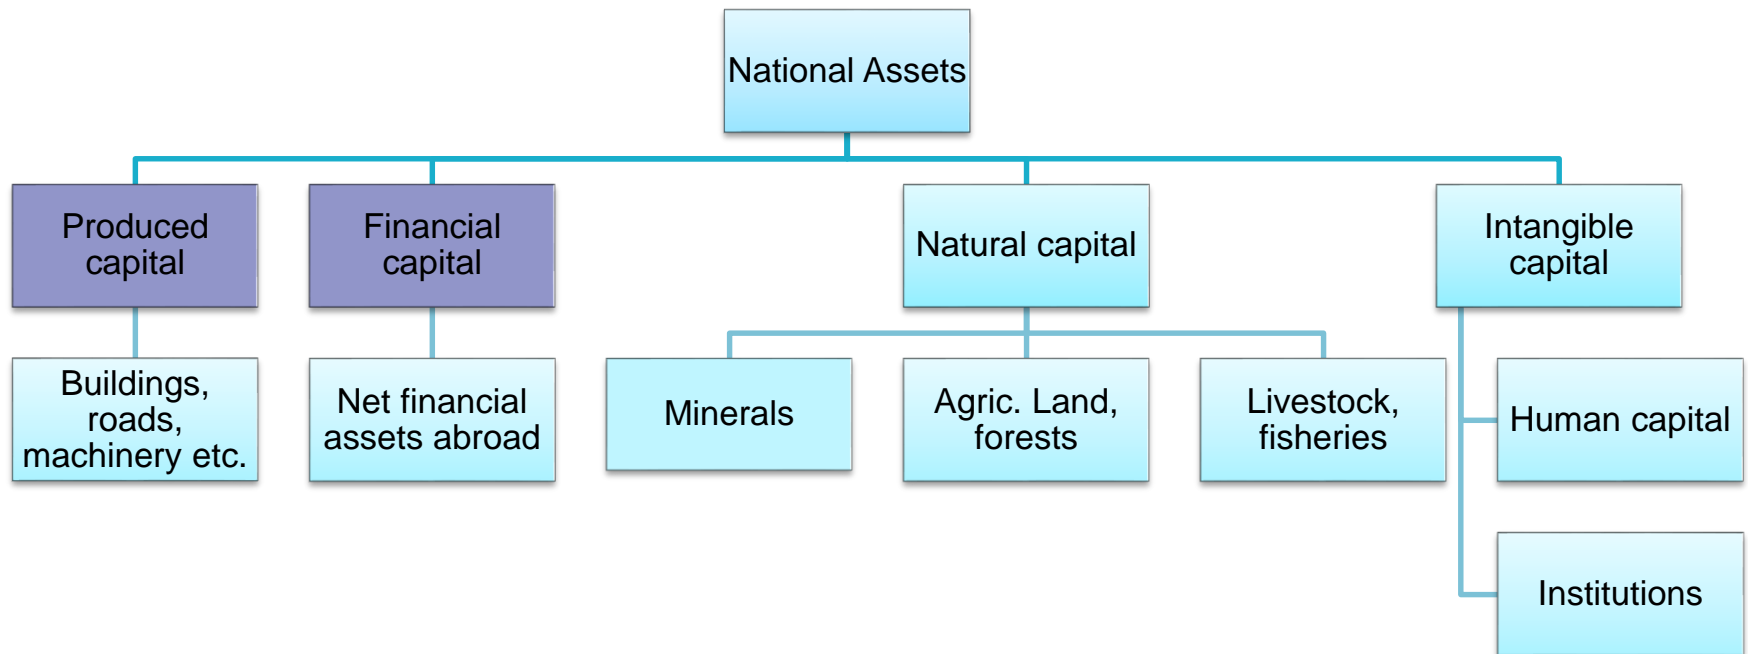 National Assets
Produced
capital
Financial
capital
Natural capital
Intangible
capital
Buildings,
roads,
machinery etc.
Net financial
assets abroad
Minerals
Agric. Land,
forests
Livestock,
fisheries
Human capital
Institutions